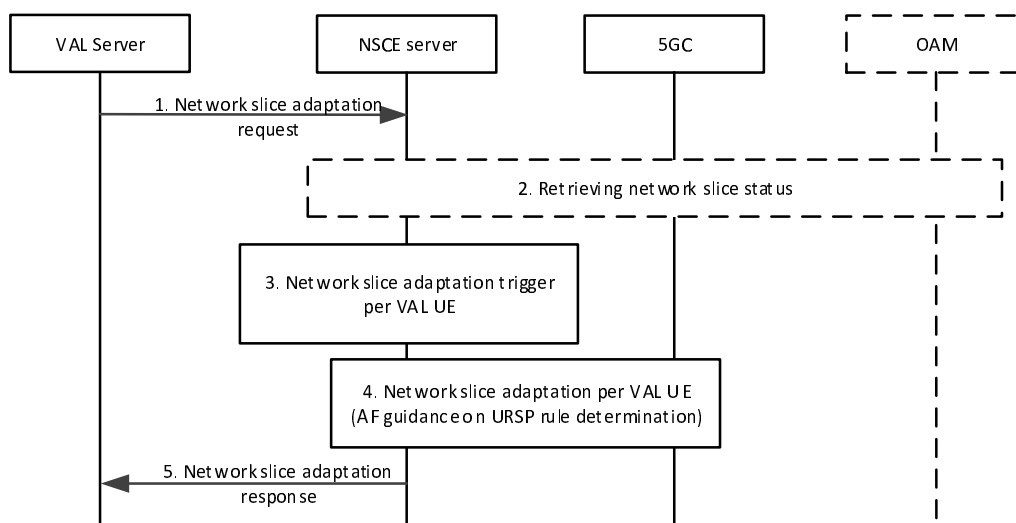 VAL Server
NSCE server
5GC
OAM
1. Network slice adaptation
request
2. Retrieving network slice status
3. Network slice adaptation trigger
per VAL UE
4. Network slice adaptation per VAL UE
(AF guidance on URSP rule determination)
5. Network slice adaptation
response